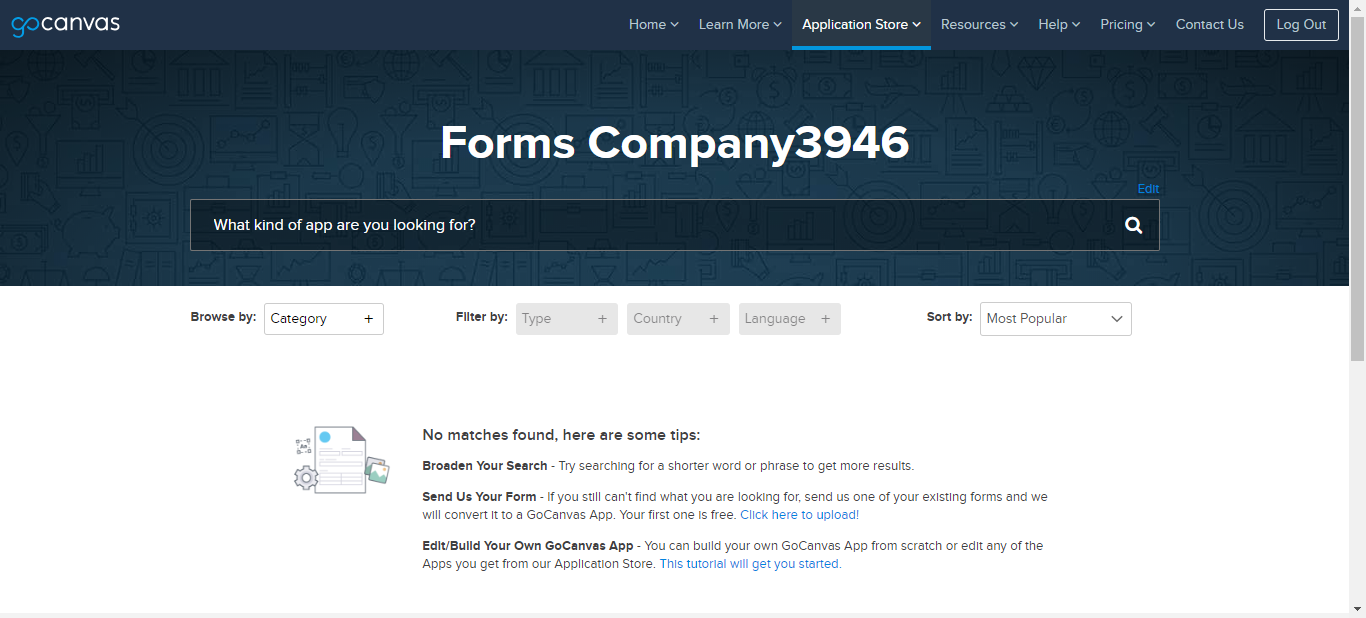 gocanvas
Home Learn More Application Store Resources Help Pricing Contact Us Log Out
Forms Company3946
Edit
What kind of app are you looking for?
Browse by: Category + Filter by: Type + Country + Language + Sort by: Most Popular
No matches found, here are some tips:
Broaden Your Search - Try searching for a shorter word or phrase to get more results.
Send Us Your Form - If you still can't find what you are looking for, send us one of your existing forms and we
will convert it to a GoCanvas App. Your first one is free. Click here to upload!
Edit/Build Your Own GoCanvas App - You can build your own GoCanvas App from scratch or edit any of the
Apps you get from our Application Store. This tutorial will get you started.